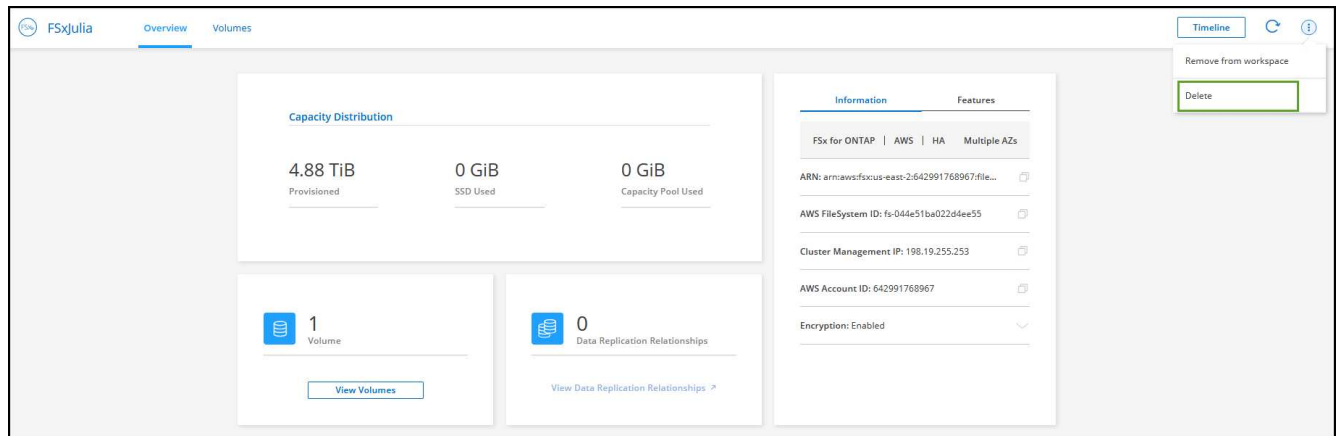 FSx FSxJulia Overview Volumes Timeline
Remove from workspace
Delete
Capacity Distribution
4.88 TiB 0 GiB 0 GiB
Provisioned SSD Used Capacity Pool Used
1
Volume
View Volumes
0
Data Replication Relationships
View Data Replication Relationships
Information Features
FSx for ONTAP | AWS | HA Multiple AZs
ARN: arn:aws:fsx:us-east-2:642991768967:file...
AWS FileSystem ID: fs-044e51ba022d4ee55
Cluster Management IP: 198.19.255.253
AWS Account ID: 642991768967
Encryption: Enabled